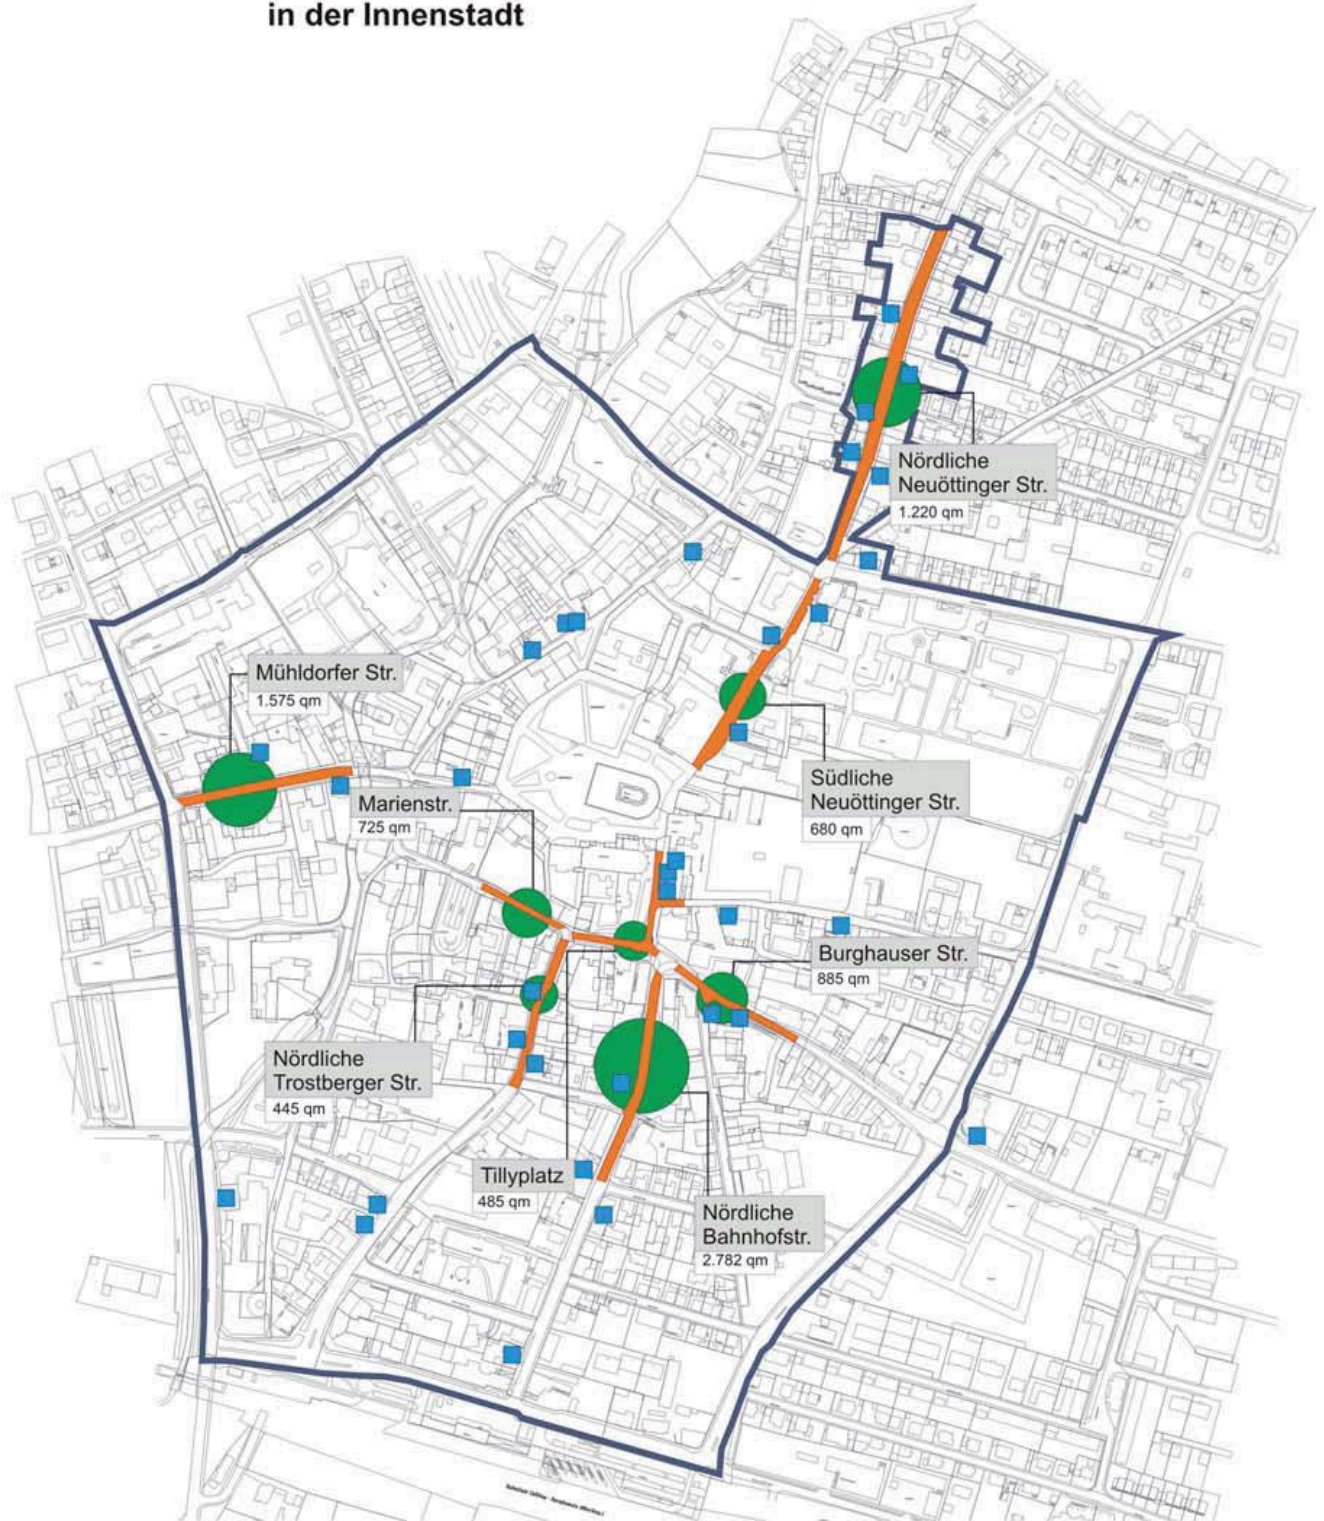 in der Innenstadt
Nördliche
Neuöttinger Str.
1.220 qm
Mühldorfer Str.
1.575 qm
Südliche
Neuöttinger Str.
680 qm
Marienstr.
725 qm
Burghauser Str.
885 qm
Nördliche
Trostberger Str.
445 qm
Tillyplatz
485 qm
Nördliche
Bahnhofstr.
2.782 qm